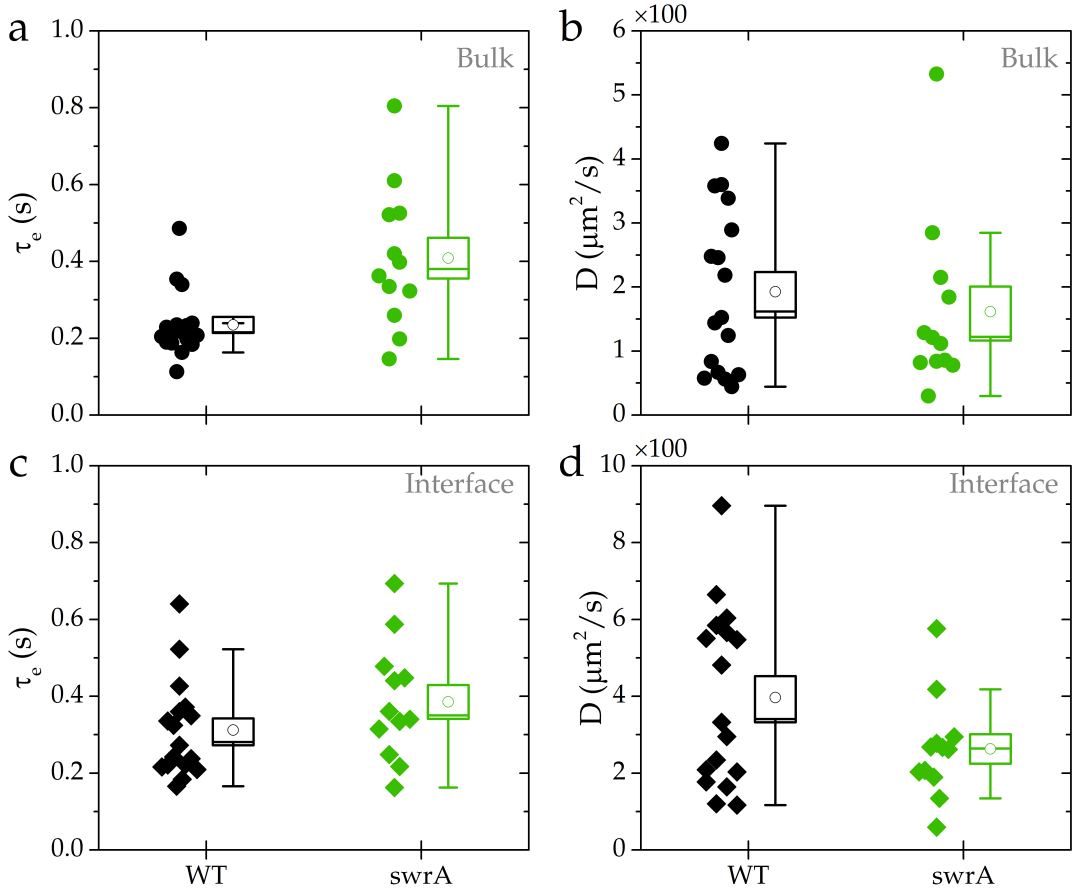 a
Bulk
τe (s)
1.0
0.8
0.6
0.4
0.2
0.0
b
×100
Bulk
D (μm²/s)
6
5
4
3
2
1
0
c
Interface
τe (s)
1.0
0.8
0.6
0.4
0.2
0.0
WT
swrA
d
×100
Interface
D (μm²/s)
10
8
6
4
2
0
WT
swrA